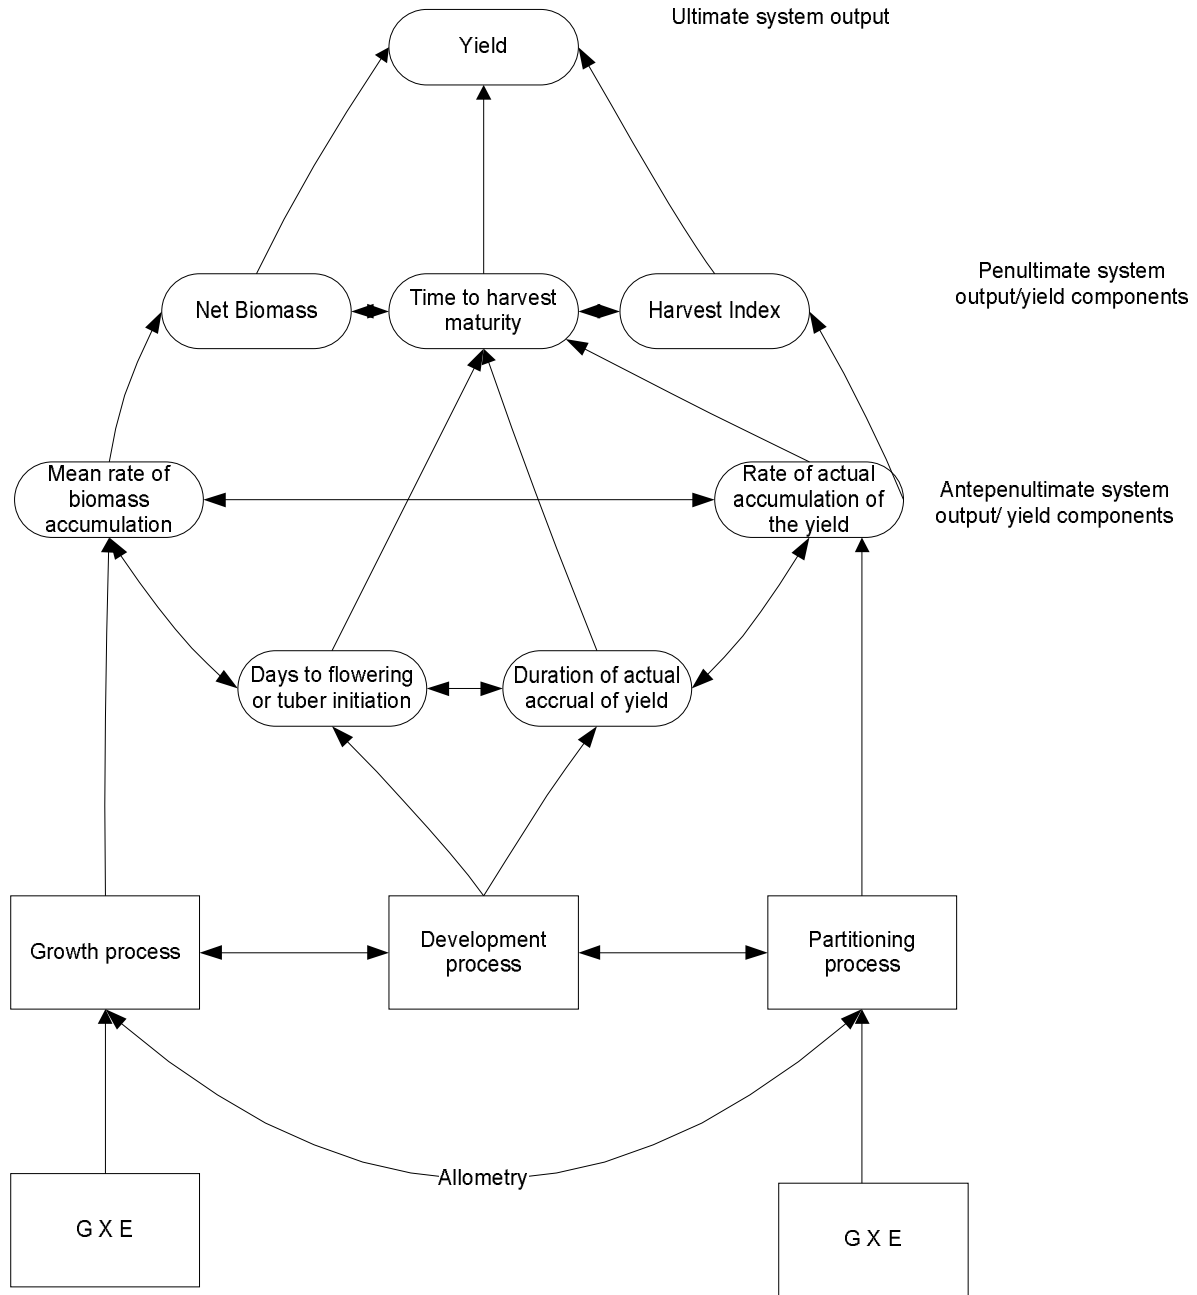 Ultimate system output
Yield
Penultimate system
output/yield components
Net Biomass
Time to harvest
maturity
Harvest Index
Mean rate of
biomass
accumulation
Rate of actual
accumulation of
the yield
Antepenultimate system
output/ yield components
Days to flowering
or tuber initiation
Duration of actual
accrual of yield
Growth process
Development
process
Partitioning
process
Allometry
G X E
G X E